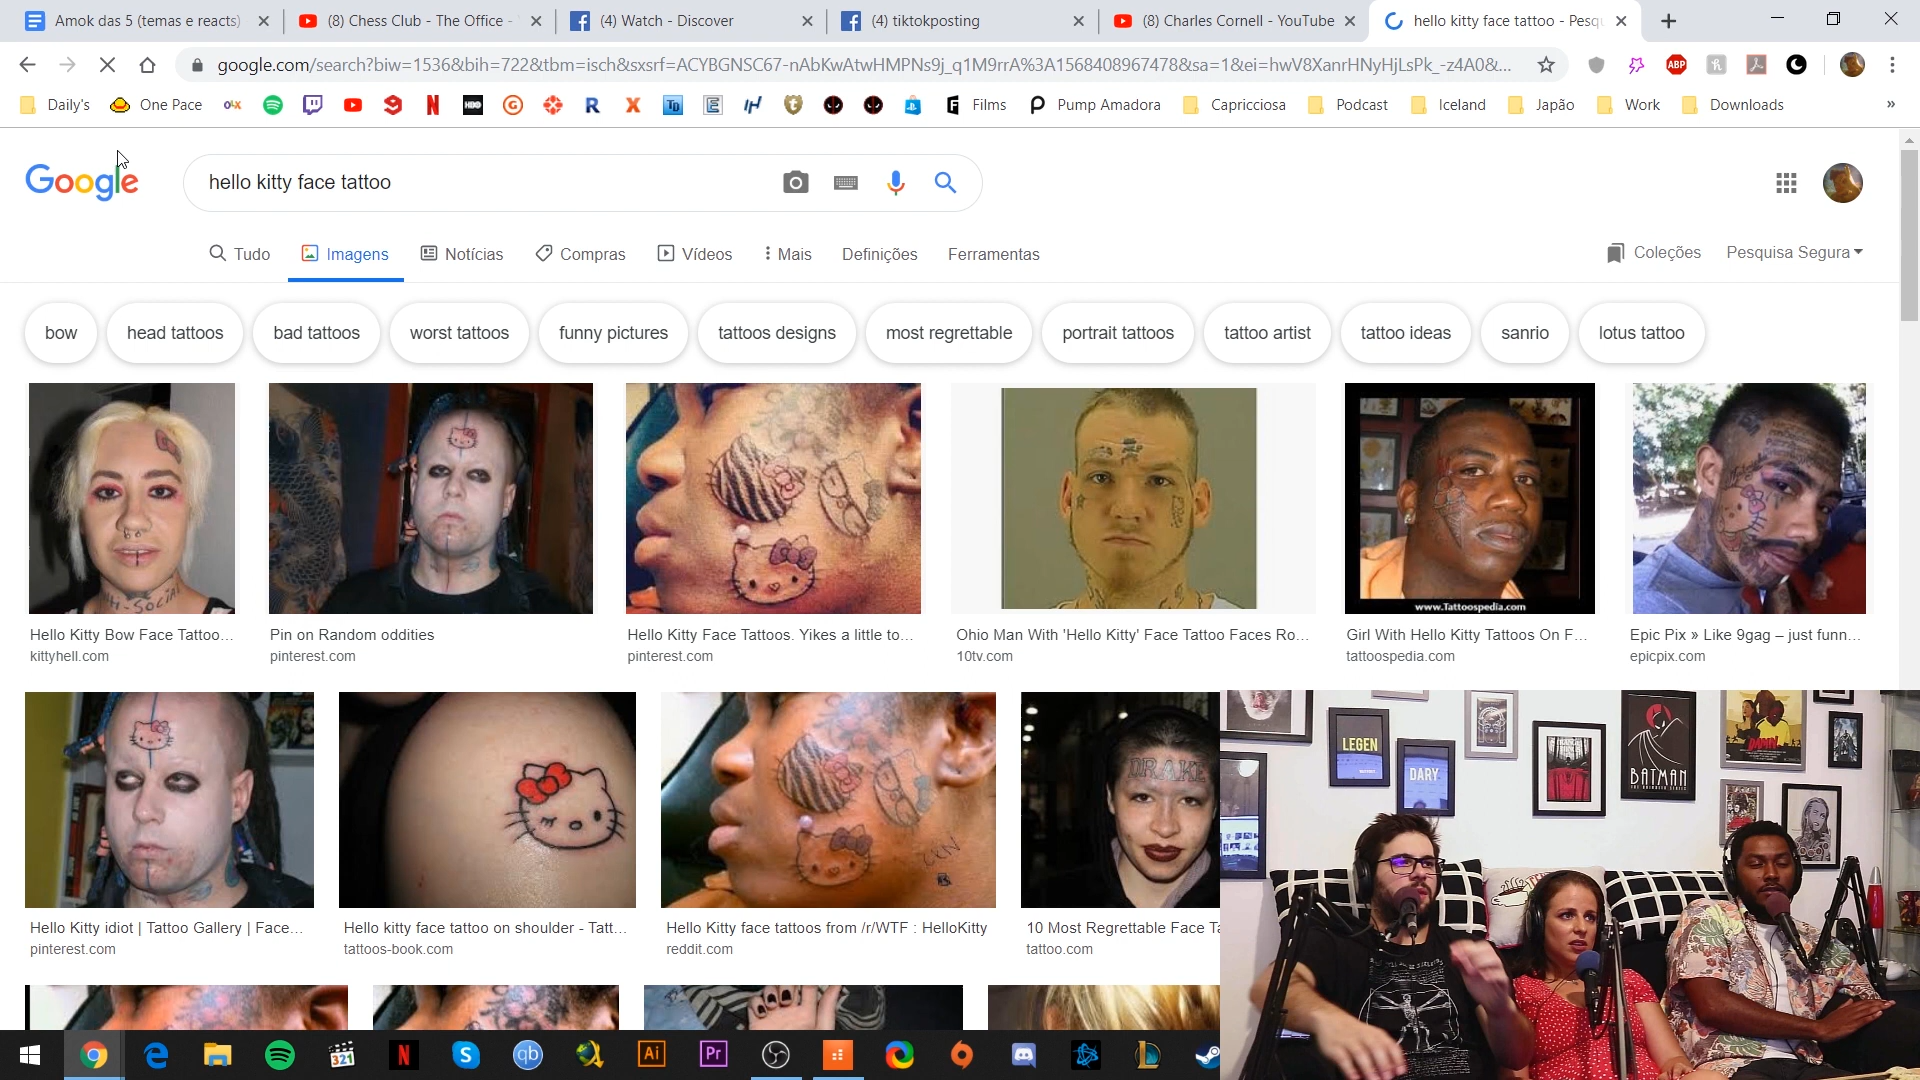 Amok das 5 (temas e reacts)
(8) Chess Club - The Office -
(4) Watch - Discover
(4) tiktokposting
(8) Charles Cornell - YouTube
hello kitty face tattoo - Pesq
google.com/search?biw=1536&bih=722&tbm=isch&sxsrf=ACYBGNSC67-nAbKwAtwHMPNs9j_q1M9rrA%3A1568408967478&sa=1&ei=hwV8XanrHNyHjLsPk_-z4A0&...
Daily's One Pace Films Pump Amadora Capricciosa Podcast Iceland Japão Work Downloads »
Google
hello kitty face tattoo
Tudo Imagens Notícias Compras Vídeos Mais Definições Ferramentas Coleções Pesquisa Segura
bow head tattoos bad tattoos worst tattoos funny pictures tattoos designs most regrettable portrait tattoos tattoo artist tattoo ideas sanrio lotus tattoo
www.Tattoospedia.com
Hello Kitty Bow Face Tattoo...
kittyhell.com
Pin on Random oddities
pinterest.com
Hello Kitty Face Tattoos. Yikes a little to...
pinterest.com
Ohio Man With 'Hello Kitty' Face Tattoo Faces Ro...
10tv.com
Girl With Hello Kitty Tattoos On F...
tattoospedia.com
Epic Pix » Like 9gag – just funn...
epicpix.com
DRAKE
Hello Kitty idiot | Tattoo Gallery | Face...
pinterest.com
Hello kitty face tattoo on shoulder - Tatt...
tattoos-book.com
Hello Kitty face tattoos from /r/WTF : HelloKitty
reddit.com
10 Most Regrettable Face Ta
tattoo.com
LEGEN
DARY
BATMAN
DAMN